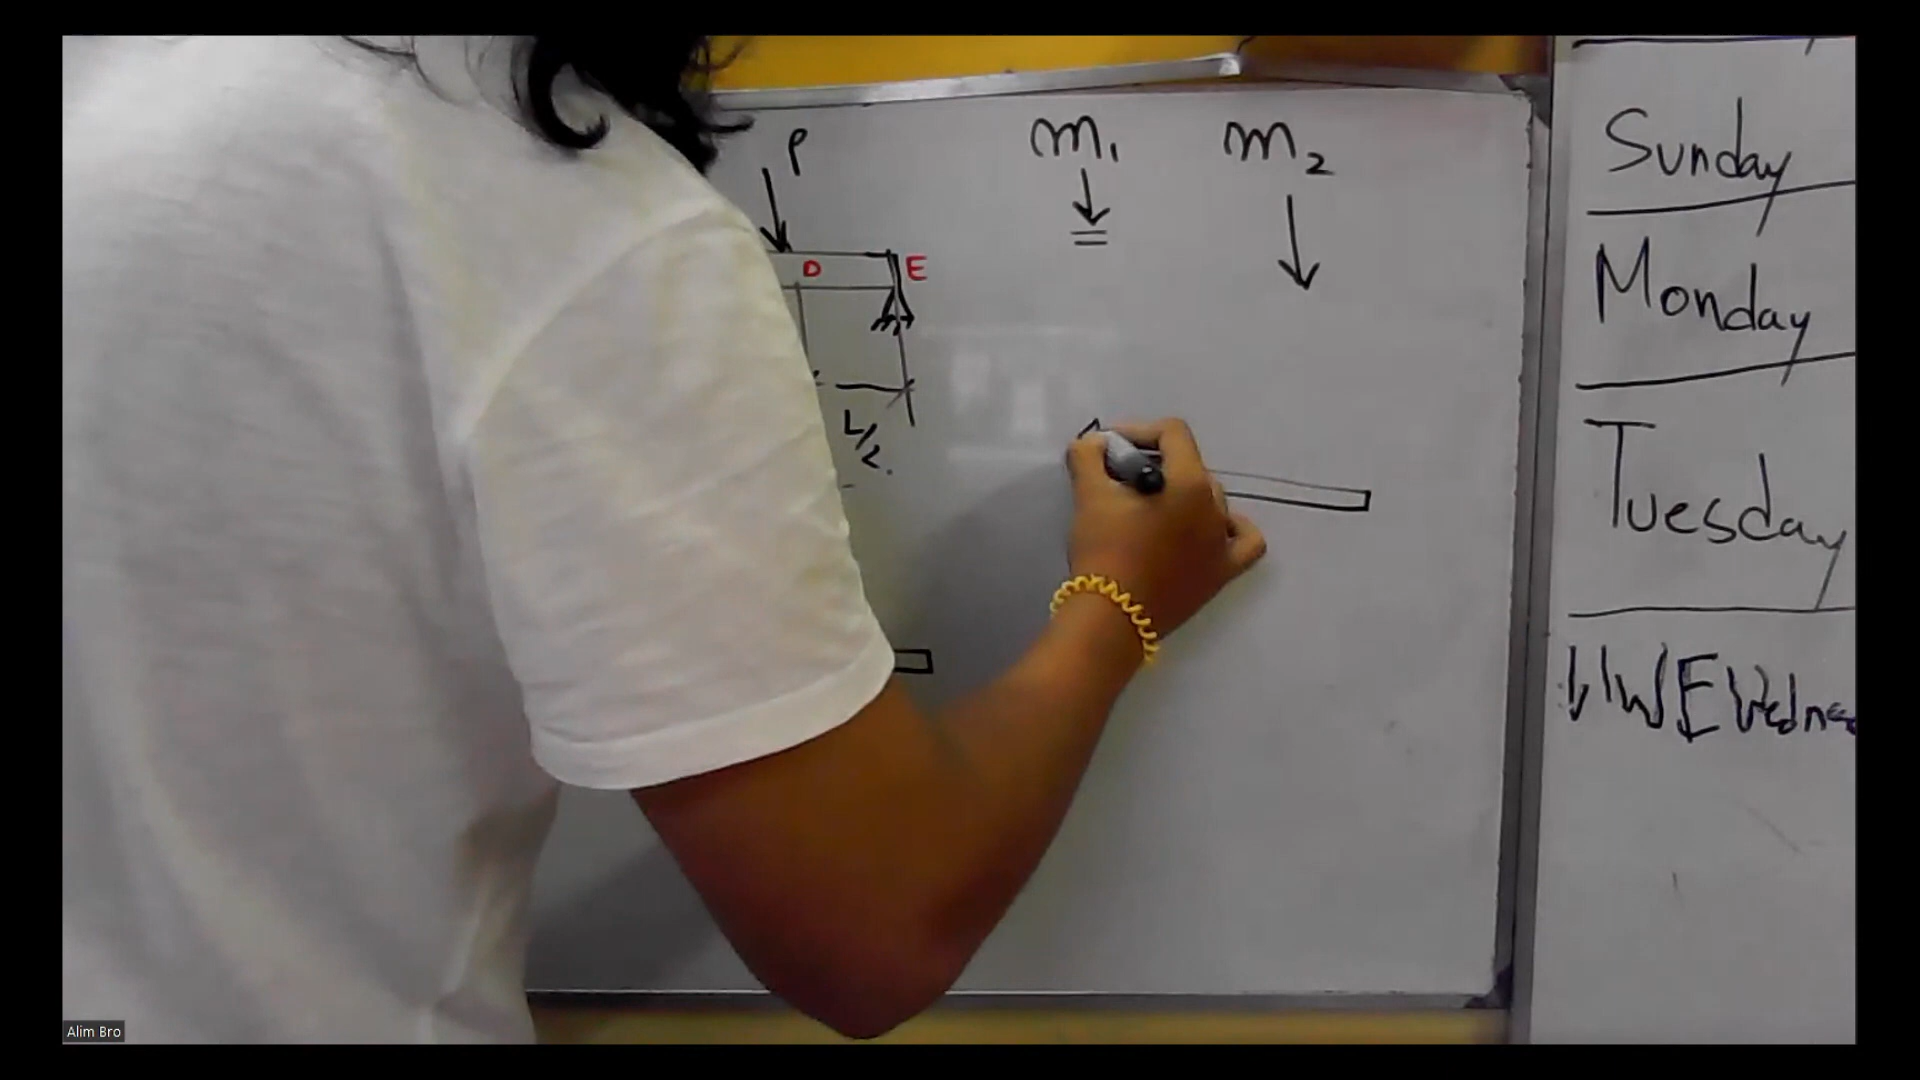 P
m₁
m₂
D
E
L/2.
Sunday
Monday
Tuesday
Alim Bro